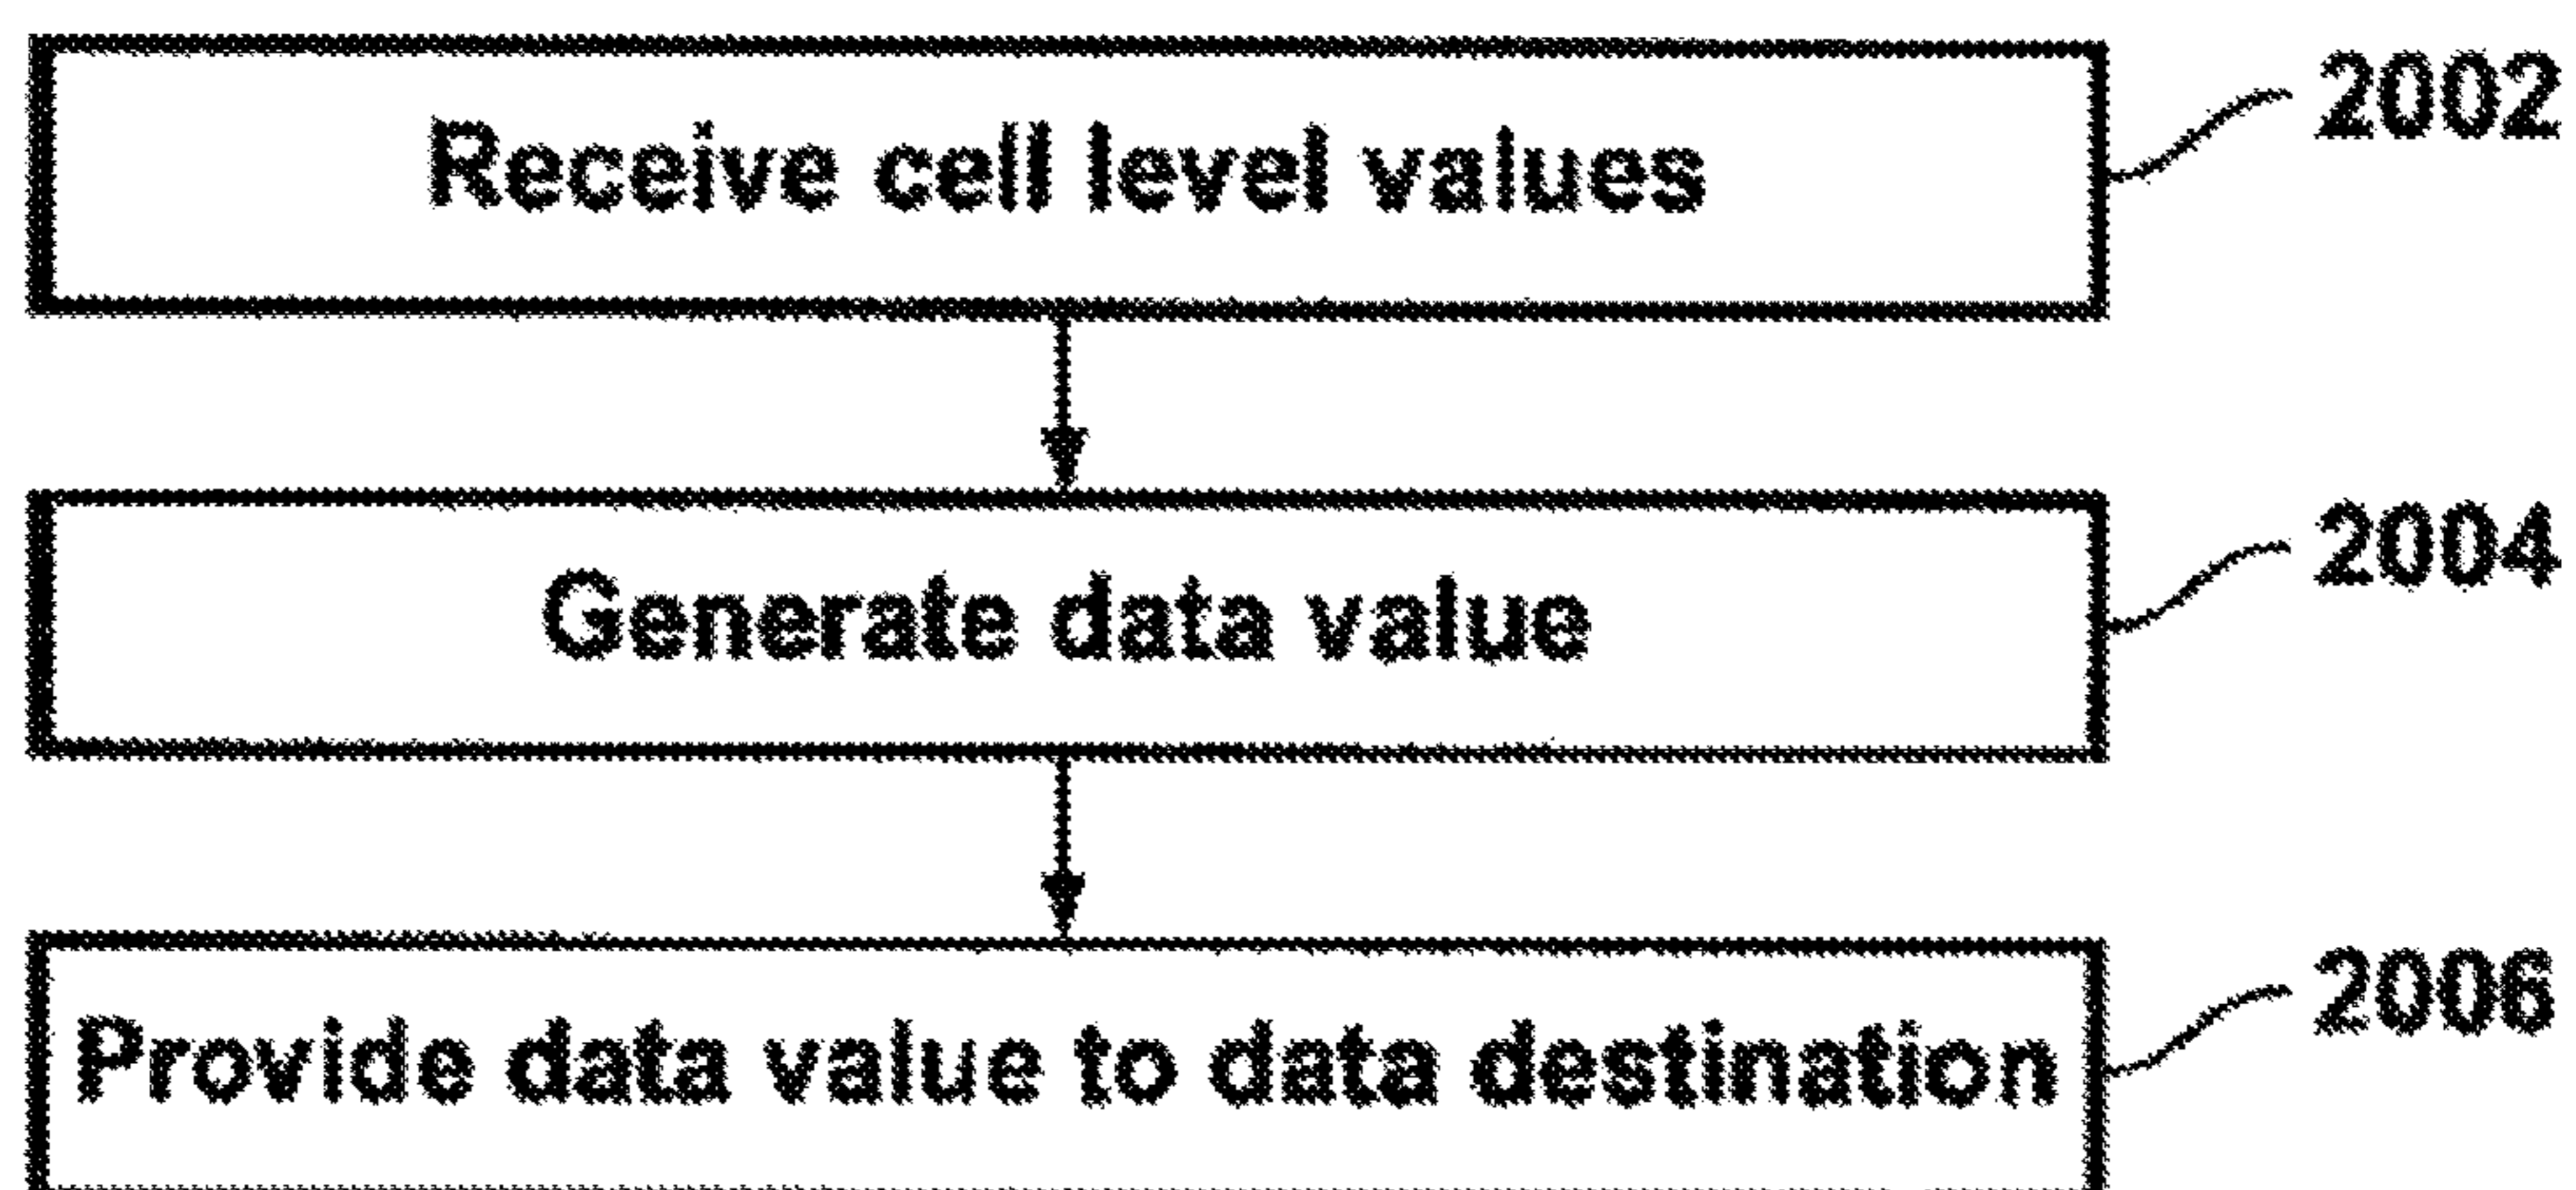 Receive cell level values
2002
Generate data value
2004
Provide data value to data destination
2006